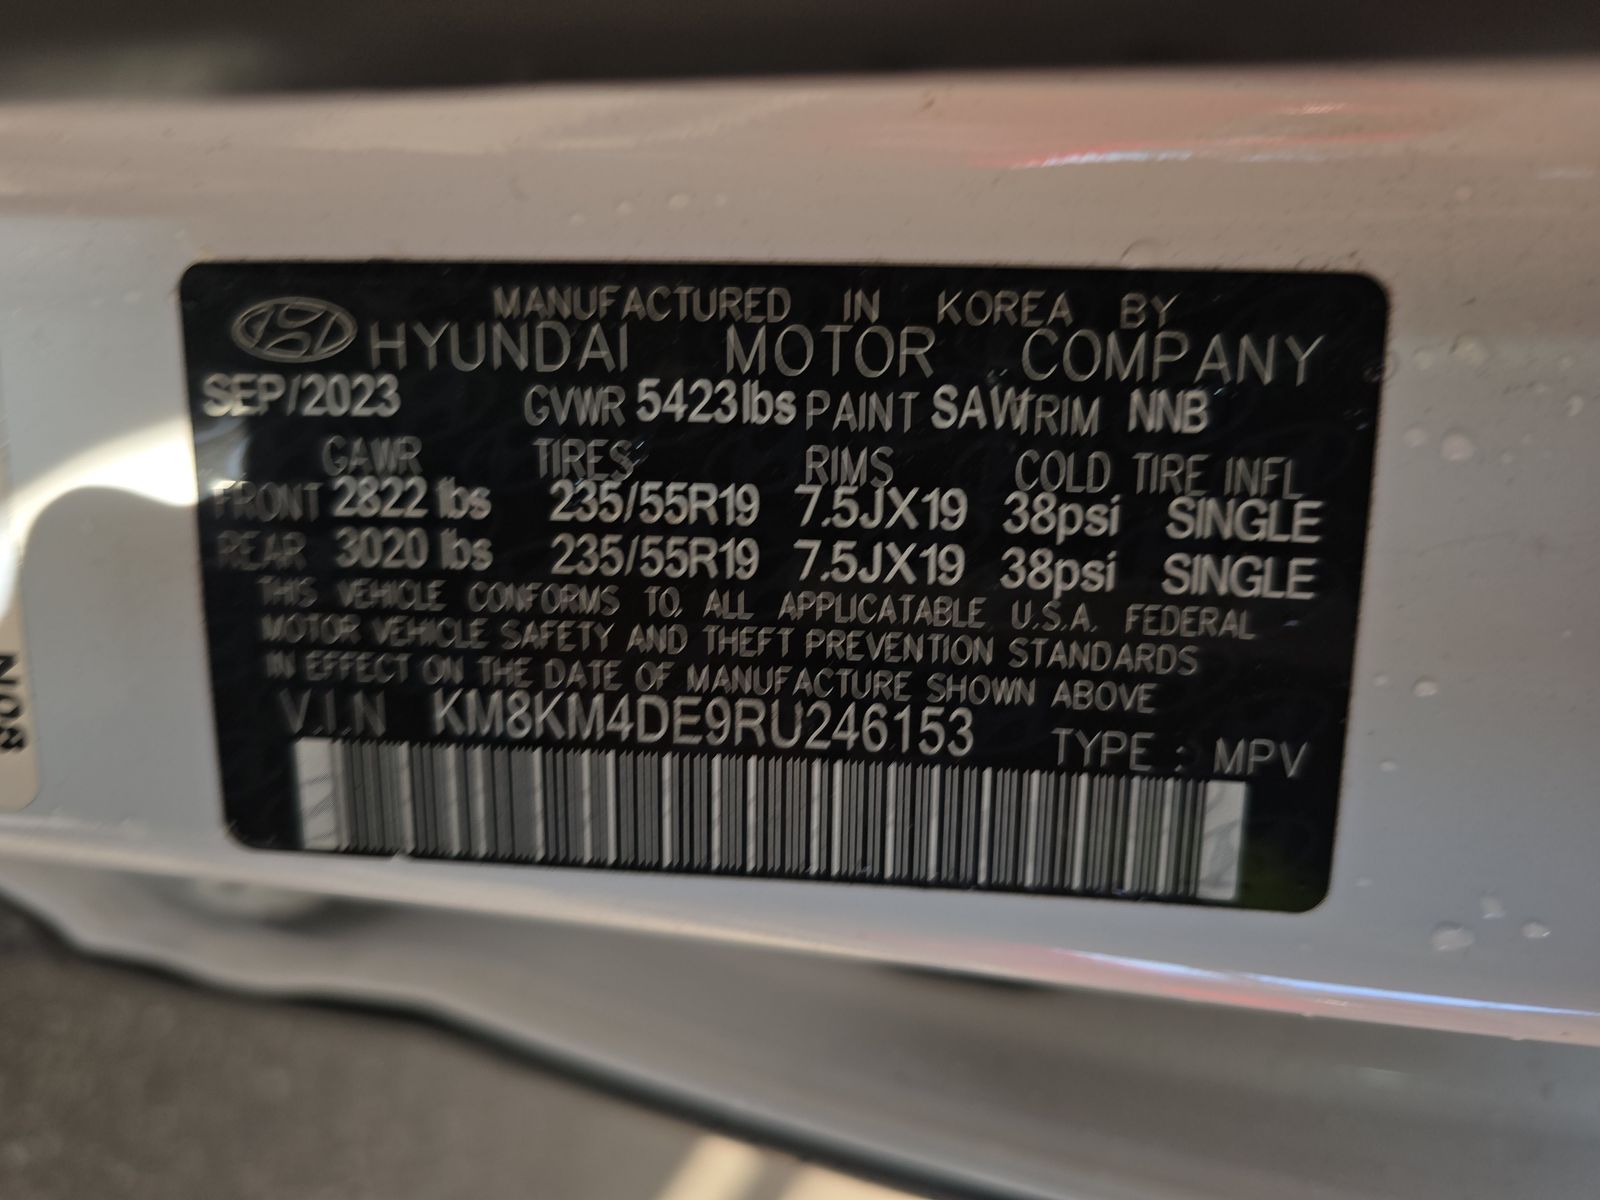 MANUFACTURED IN KOREA BY
HYUNDAI MOTOR COMPANY
SEP/2023 GVWR 5423lbs PAINT SAW TRIM NNB
GAWR TIRES RIMS COLD TIRE INFL
FRONT 2822 lbs 235/55R19 7.5JX19 38psi SINGLE
REAR 3020 lbs 235/55R19 7.5JX19 38psi SINGLE
THIS VEHICLE CONFORMS TO ALL APPLICATABLE U.S.A. FEDERAL
MOTOR VEHICLE SAFETY AND THEFT PREVENTION STANDARDS
IN EFFECT ON THE DATE OF MANUFACTURE SHOWN ABOVE
V.I.N KM8KM4DE9RU246153 TYPE : MPV
N08